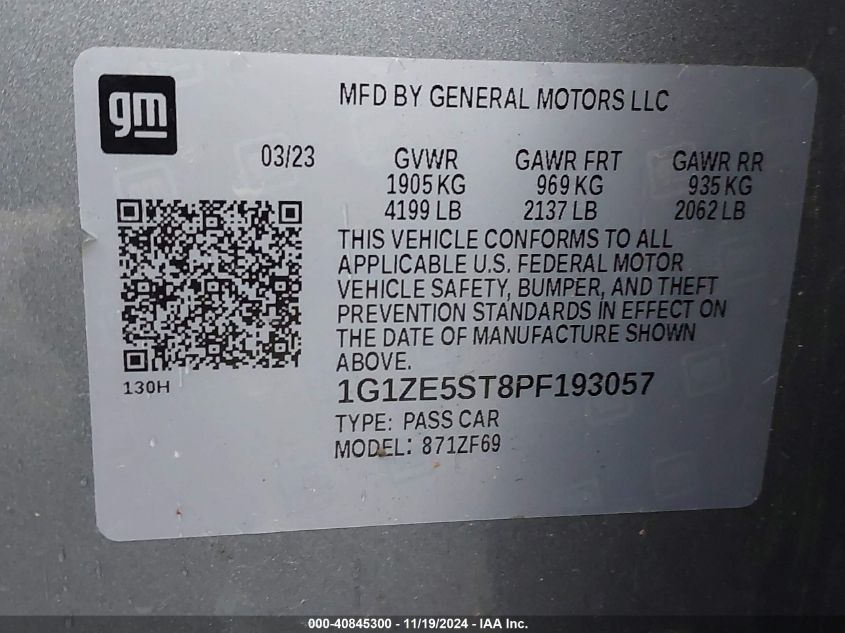 gm
MFD BY GENERAL MOTORS LLC
03/23 GVWR GAWR FRT GAWR RR
1905 KG 969 KG 935 KG
4199 LB 2137 LB 2062 LB
THIS VEHICLE CONFORMS TO ALL
APPLICABLE U.S. FEDERAL MOTOR
VEHICLE SAFETY, BUMPER, AND THEFT
PREVENTION STANDARDS IN EFFECT ON
THE DATE OF MANUFACTURE SHOWN
ABOVE.
130H
1G1ZE5ST8PF193057
TYPE: PASS CAR
MODEL: 871ZF69
000-40845300 - 11/19/2024 - IAA Inc.